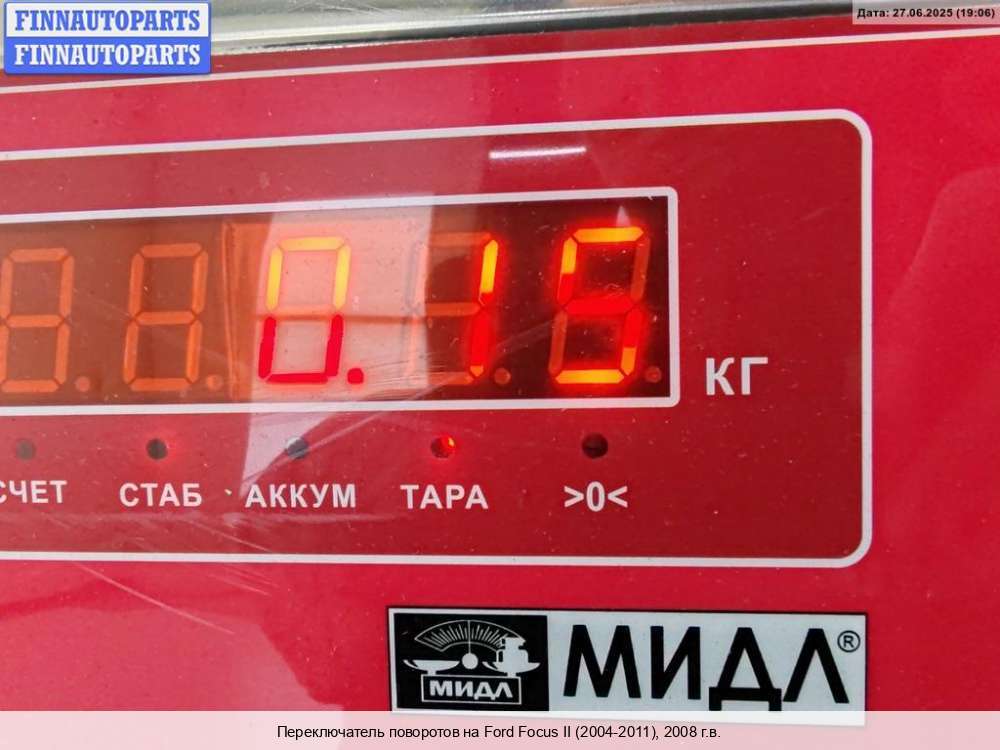 FINNAUTOPARTS
FINNAUTOPARTS
Дата: 27.06.2025 (19:06)
0.15
КГ
СЧЕТ СТАБ АККУМ ТАРА >0<
МИДЛ МИДЛ®
Переключатель поворотов на Ford Focus II (2004-2011), 2008 г.в.